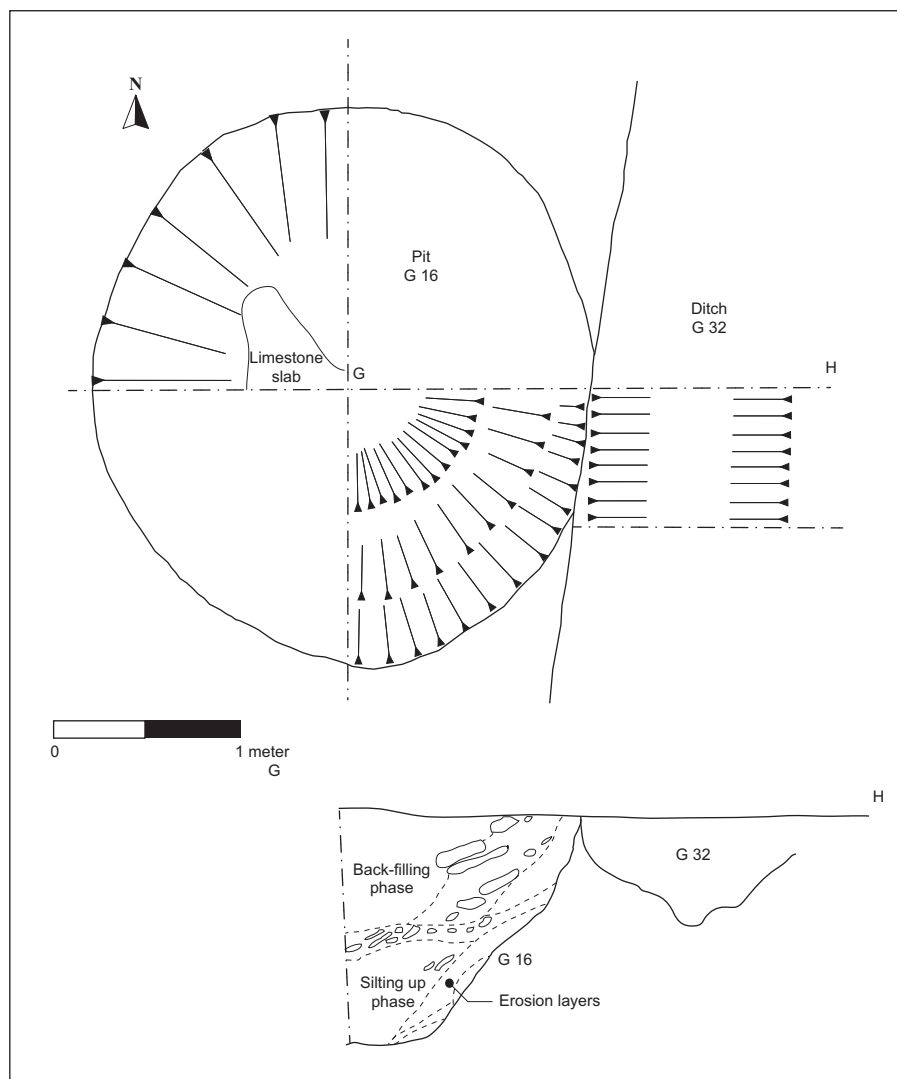 N
Pit
G 16
Ditch
G 32
Limestone
slab
G
H
0
1 meter
G
H
Back-filling
phase
G 32
G 16
Silting up
phase
Erosion layers